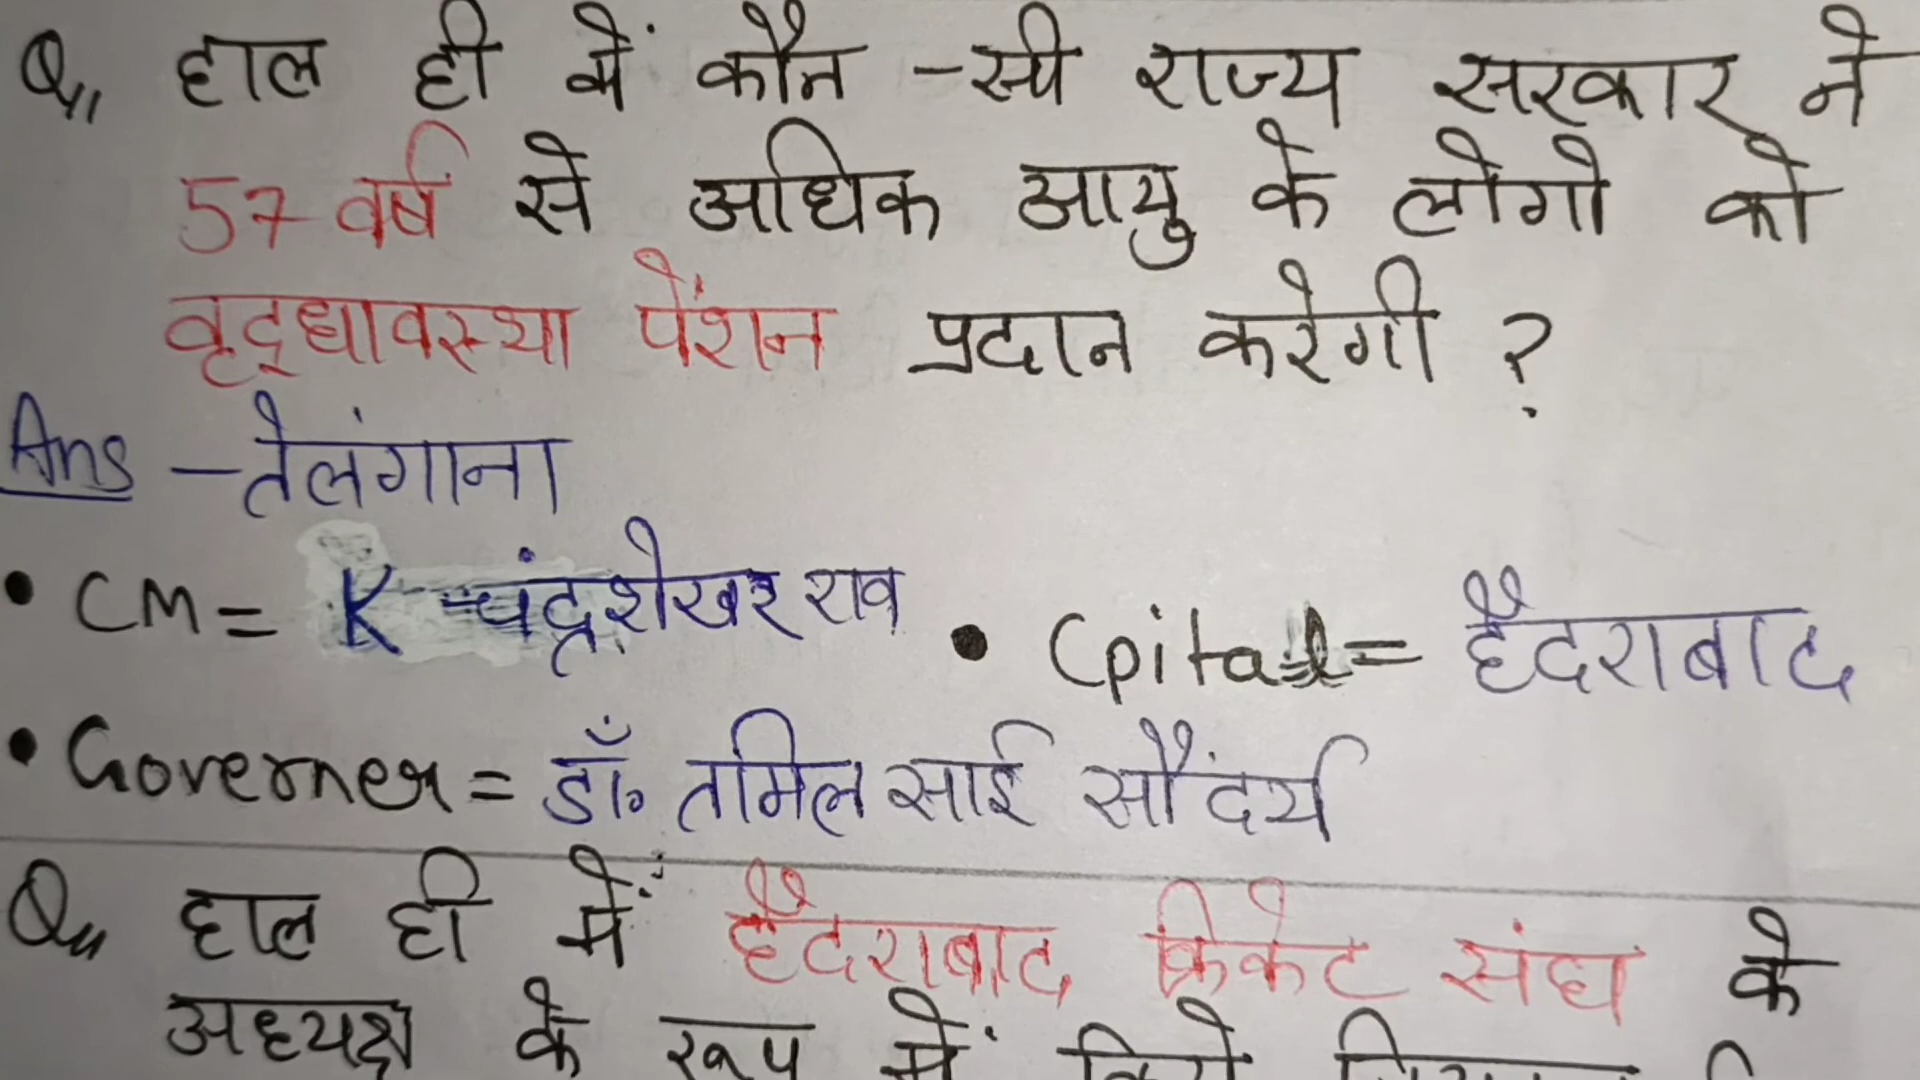 Q,, हाल ही में कौन -सी राज्य सरकार ने
57 वर्ष से अधिक आयु के लोगो को
वृद्धावस्था पेंशन प्रदान करेगी ?
Ans – तेलंगाना
• CM = K चंद्रशेखर राव • Cpital = हैदराबाद
• Governer = डॉ॰ तमिल साई सौंदर्य
Q,, हाल ही में हैदराबाद क्रिकेट संघ के
अध्यक्ष के रूप में